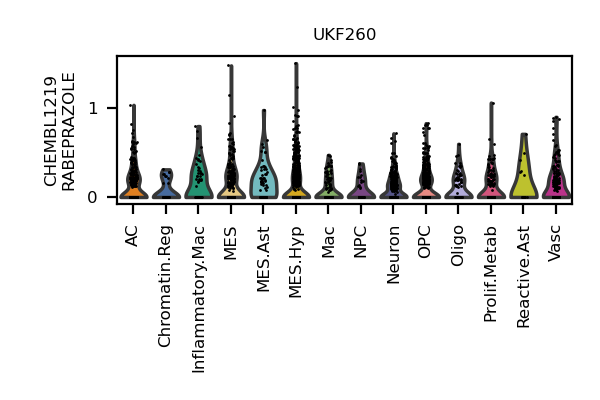 UKF260
CHEMBL1219
RABEPRAZOLE
1
0
AC
Chromatin.Reg
Inflammatory.Mac
MES
MES.Ast
MES.Hyp
Mac
NPC
Neuron
OPC
Oligo
Prolif.Metab
Reactive.Ast
Vasc